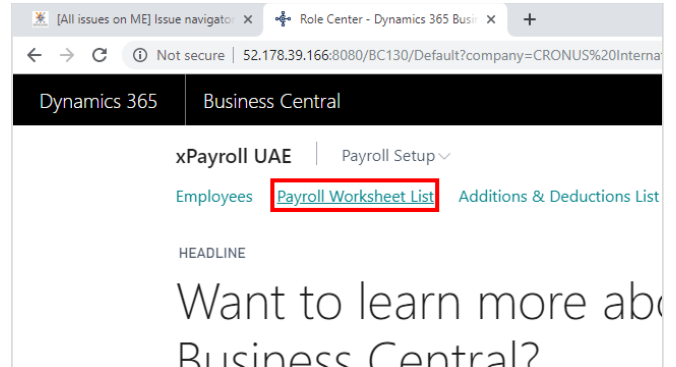 [All issues on ME] Issue navigator
Role Center - Dynamics 365 Busi
Not secure | 52.178.39.166:8080/BC130/Default?company=CRONUS%20Interna
Dynamics 365 Business Central
xPayroll UAE Payroll Setup
Employees Payroll Worksheet List Additions & Deductions List
HEADLINE
Want to learn more abo
Business Central?